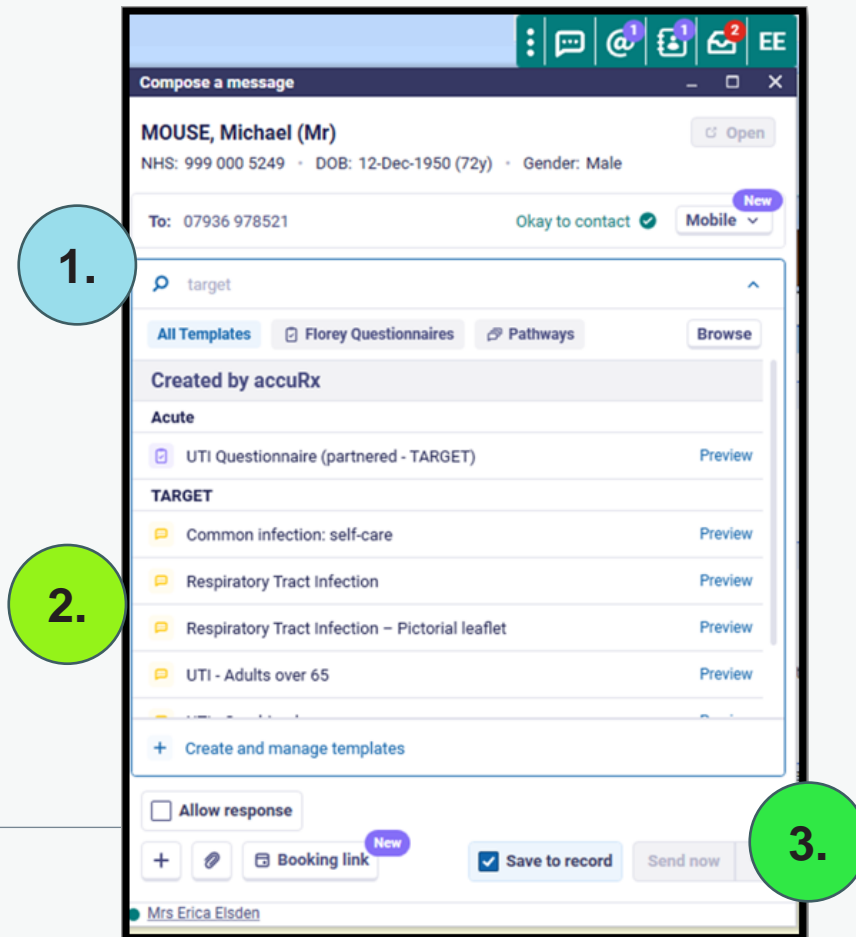 1 1 2 EE
Compose a message
MOUSE, Michael (Mr) Open
NHS: 999 000 5249 · DOB: 12-Dec-1950 (72y) · Gender: Male
New
To: 07936 978521 Okay to contact Mobile
1.
target
All Templates Florey Questionnaires Pathways Browse
Created by accuRx
Acute
UTI Questionnaire (partnered - TARGET) Preview
TARGET
Common infection: self-care Preview
Respiratory Tract Infection Preview
2.
Respiratory Tract Infection – Pictorial leaflet Preview
UTI - Adults over 65 Preview
+ Create and manage templates
Allow response
3.
New
+ Booking link Save to record Send now
Mrs Erica Elsden